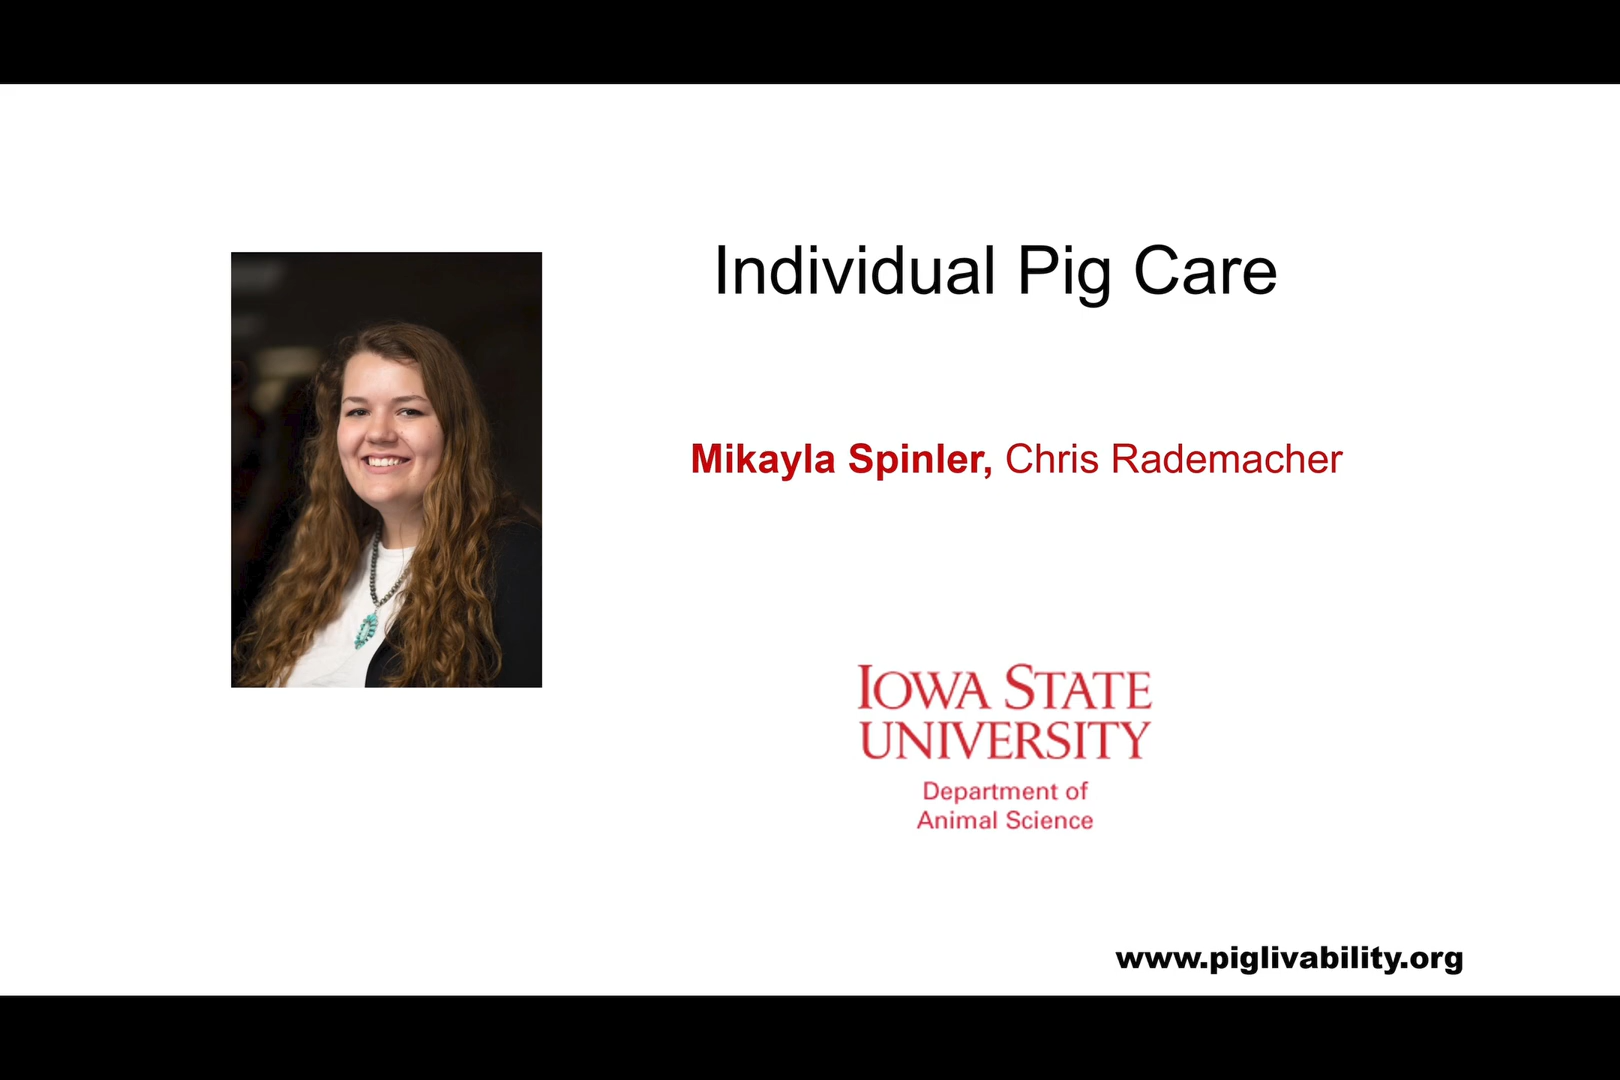 Individual Pig Care
Mikayla Spinler, Chris Rademacher
IOWA STATE
UNIVERSITY
Department of
Animal Science
www.piglivability.org